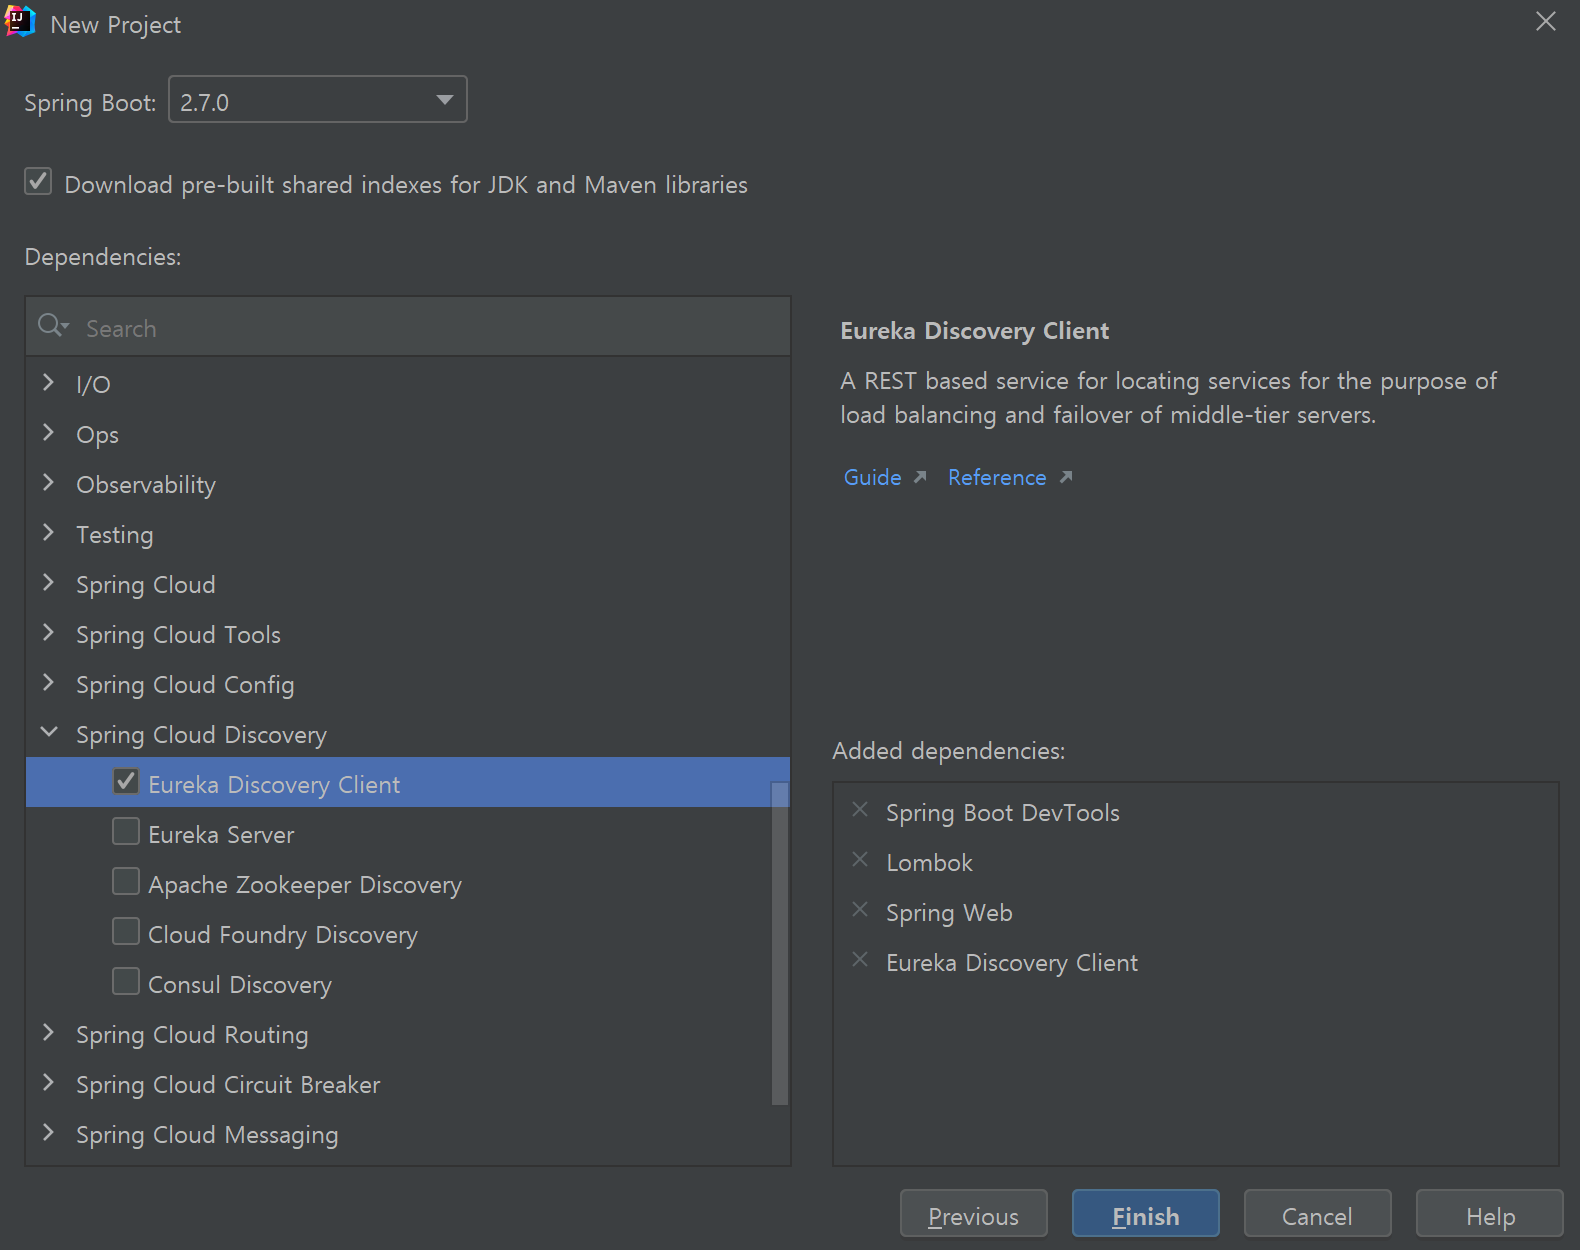 New Project
Spring Boot: 2.7.0
Download pre-built shared indexes for JDK and Maven libraries
Dependencies:
Search
I/O
Ops
Observability
Testing
Spring Cloud
Spring Cloud Tools
Spring Cloud Config
Spring Cloud Discovery
Eureka Discovery Client
Eureka Server
Apache Zookeeper Discovery
Cloud Foundry Discovery
Consul Discovery
Spring Cloud Routing
Spring Cloud Circuit Breaker
Spring Cloud Messaging
Eureka Discovery Client
A REST based service for locating services for the purpose of
load balancing and failover of middle-tier servers.
Guide Reference
Added dependencies:
Spring Boot DevTools
Lombok
Spring Web
Eureka Discovery Client
Previous Finish Cancel Help